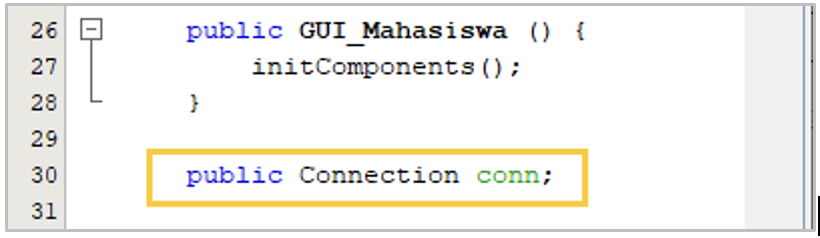 26 public GUI_Mahasiswa () {
27 initComponents();
28 }
29
30 public Connection conn;
31